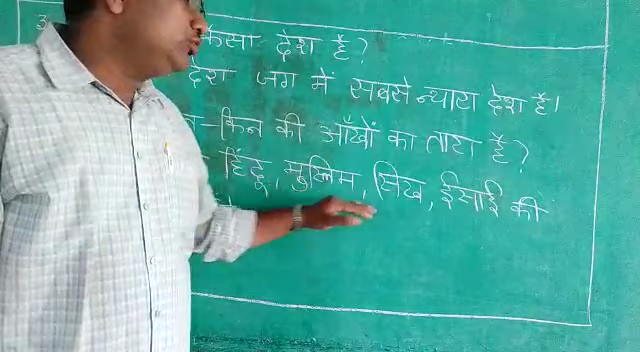 कैसा देश है?
देश जग में सबसे न्यारा देश है।
किन की आँखों का तारा है?
हिंदू, मुस्लिम, सिख, ईसाई की